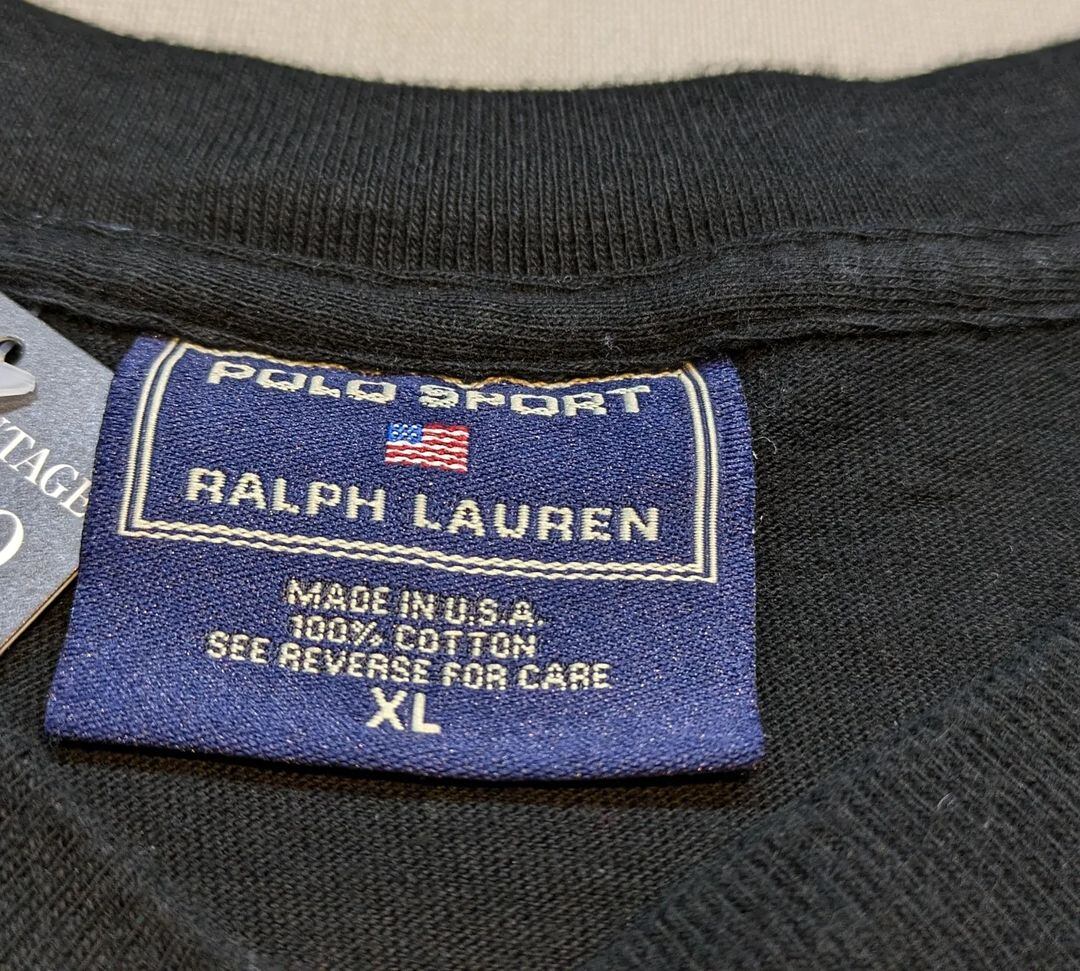 POLO SPORT
RALPH LAUREN
MADE IN U.S.A.
100% COTTON
SEE REVERSE FOR CARE
XL